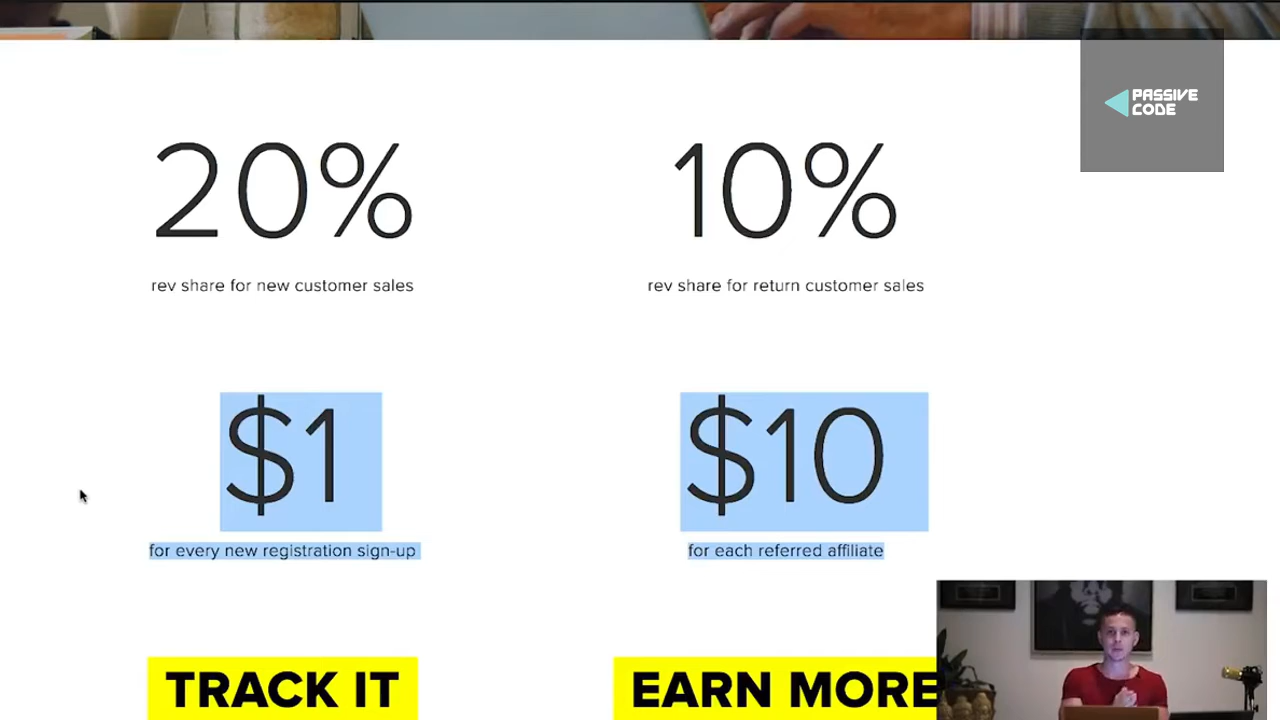 PASSIVE
CODE
20%
10%
rev share for new customer sales
rev share for return customer sales
$1
$10
for every new registration sign-up
for each referred affiliate
TRACK IT
EARN MORE